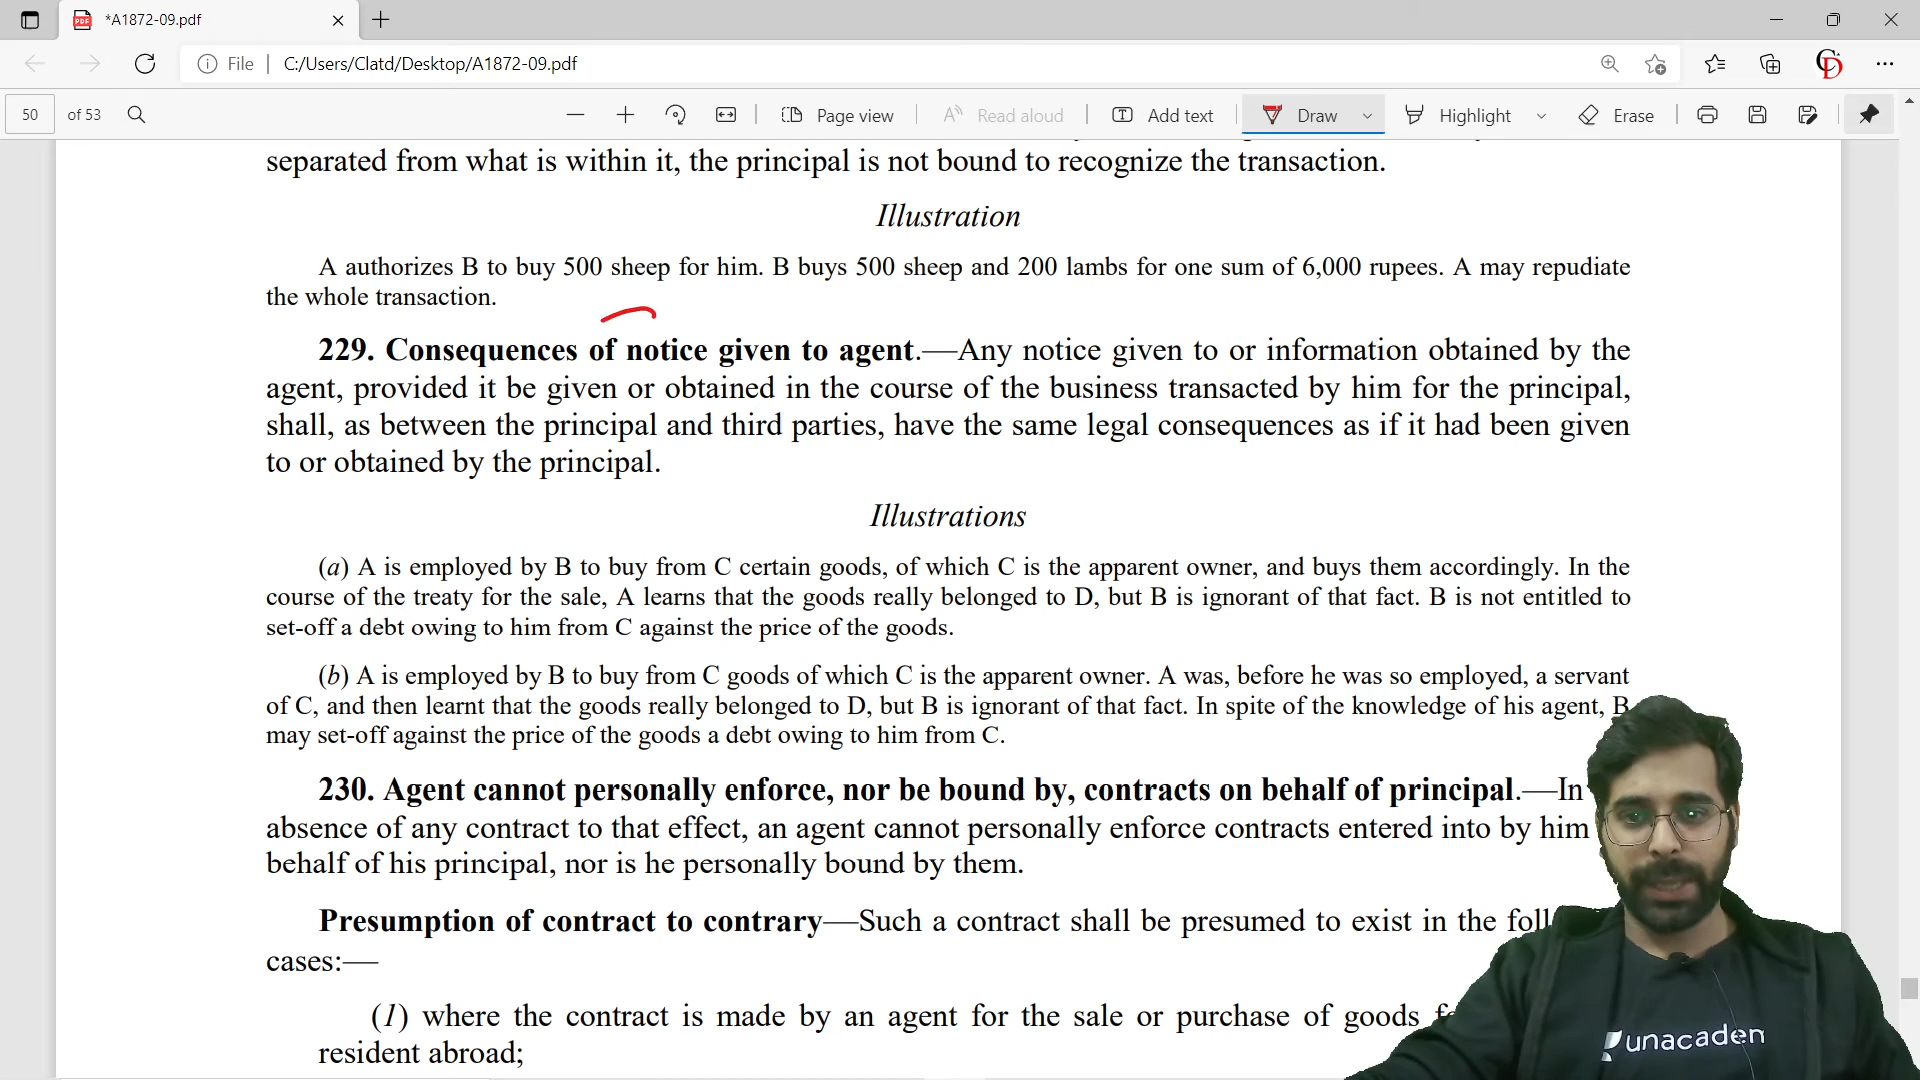 *A1872-09.pdf
File C:/Users/Clatd/Desktop/A1872-09.pdf
50 of 53 Page view Read aloud Add text Draw Highlight Erase
separated from what is within it, the principal is not bound to recognize the transaction.
Illustration
A authorizes B to buy 500 sheep for him. B buys 500 sheep and 200 lambs for one sum of 6,000 rupees. A may repudiate
the whole transaction.
229. Consequences of notice given to agent.—Any notice given to or information obtained by the
agent, provided it be given or obtained in the course of the business transacted by him for the principal,
shall, as between the principal and third parties, have the same legal consequences as if it had been given
to or obtained by the principal.
Illustrations
(a) A is employed by B to buy from C certain goods, of which C is the apparent owner, and buys them accordingly. In the
course of the treaty for the sale, A learns that the goods really belonged to D, but B is ignorant of that fact. B is not entitled to
set-off a debt owing to him from C against the price of the goods.
(b) A is employed by B to buy from C goods of which C is the apparent owner. A was, before he was so employed, a servant
of C, and then learnt that the goods really belonged to D, but B is ignorant of that fact. In spite of the knowledge of his agent, B
may set-off against the price of the goods a debt owing to him from C.
230. Agent cannot personally enforce, nor be bound by, contracts on behalf of principal.—In
absence of any contract to that effect, an agent cannot personally enforce contracts entered into by him
behalf of his principal, nor is he personally bound by them.
Presumption of contract to contrary—Such a contract shall be presumed to exist in the foll
cases:—
(1) where the contract is made by an agent for the sale or purchase of goods
resident abroad;
unacadem